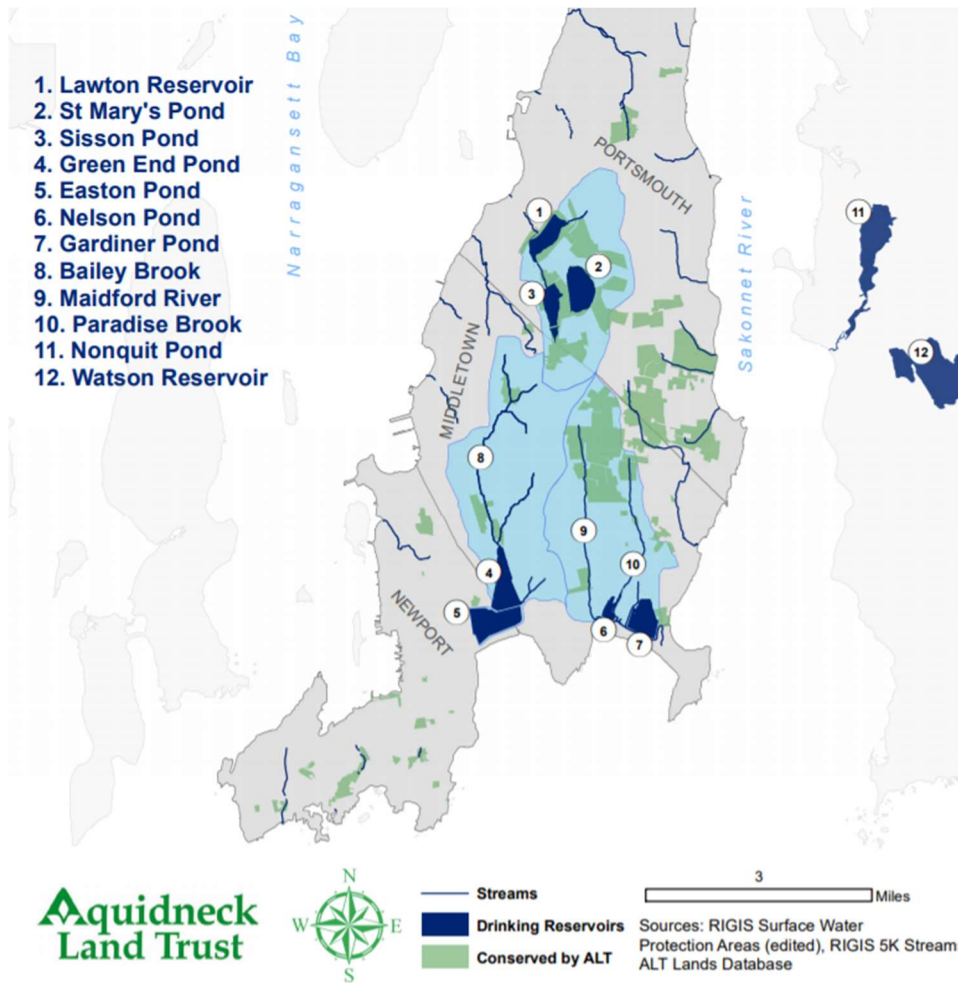 1. Lawton Reservoir
2. St Mary's Pond
3. Sisson Pond
4. Green End Pond
5. Easton Pond
6. Nelson Pond
7. Gardiner Pond
8. Bailey Brook
9. Maidford River
10. Paradise Brook
11. Nonquit Pond
12. Watson Reservoir
Narragansett Bay
PORTSMOUTH
Sakonnet River
MIDDLETOWN
NEWPORT
1
2
3
11
12
8
9
10
4
5
6
7
Aquidneck
Land Trust
N
W E
S
Streams
Drinking Reservoirs
Conserved by ALT
3
Miles
Sources: RIGIS Surface Water
Protection Areas (edited), RIGIS 5K Stream
ALT Lands Database